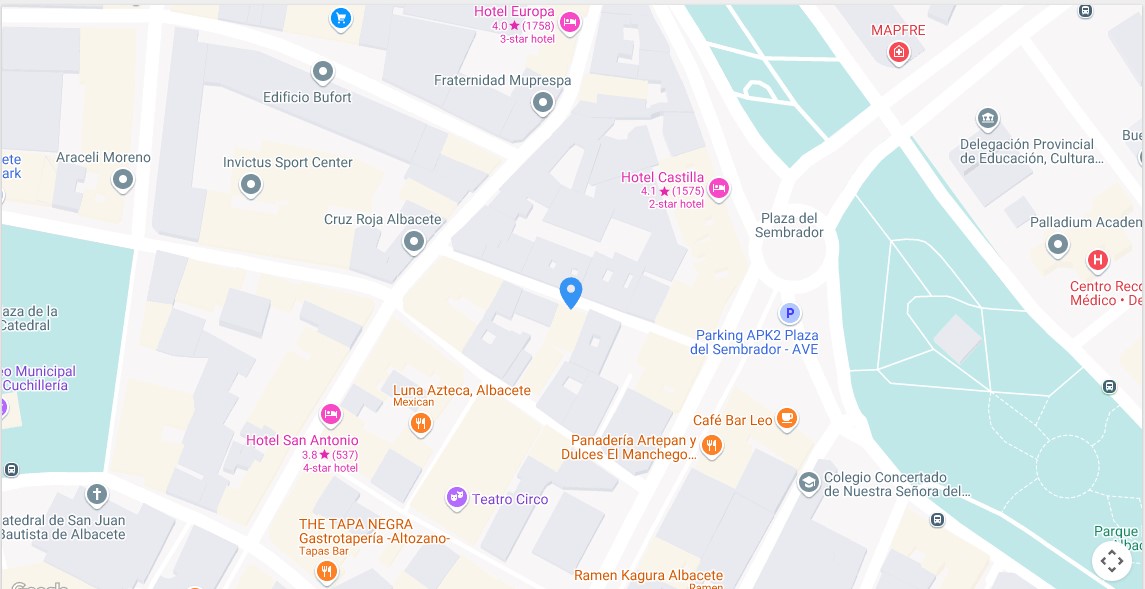 Hotel Europa
4.0 ★ (1758)
3-star hotel
MAPFRE
Fraternidad Muprespa
Edificio Bufort
Delegación Provincial
de Educación, Cultura...
Araceli Moreno
Invictus Sport Center
Hotel Castilla
4.1 ★ (1575)
2-star hotel
Cruz Roja Albacete
Plaza del
Sembrador
Palladium Academ
H
Centro Reco
Médico • De
aza de la
Catedral
P
Parking APK2 Plaza
del Sembrador - AVE
eo Municipal
Cuchillería
Luna Azteca, Albacete
Mexican
Hotel San Antonio
3.8 ★ (537)
4-star hotel
Café Bar Leo
Panadería Artepan y
Dulces El Manchego...
Colegio Concertado
de Nuestra Señora del...
Teatro Circo
atedral de San Juan
Bautista de Albacete
THE TAPA NEGRA
Gastrotapería -Altozano-
Tapas Bar
Parque
Ramen Kagura Albacete
Ramen